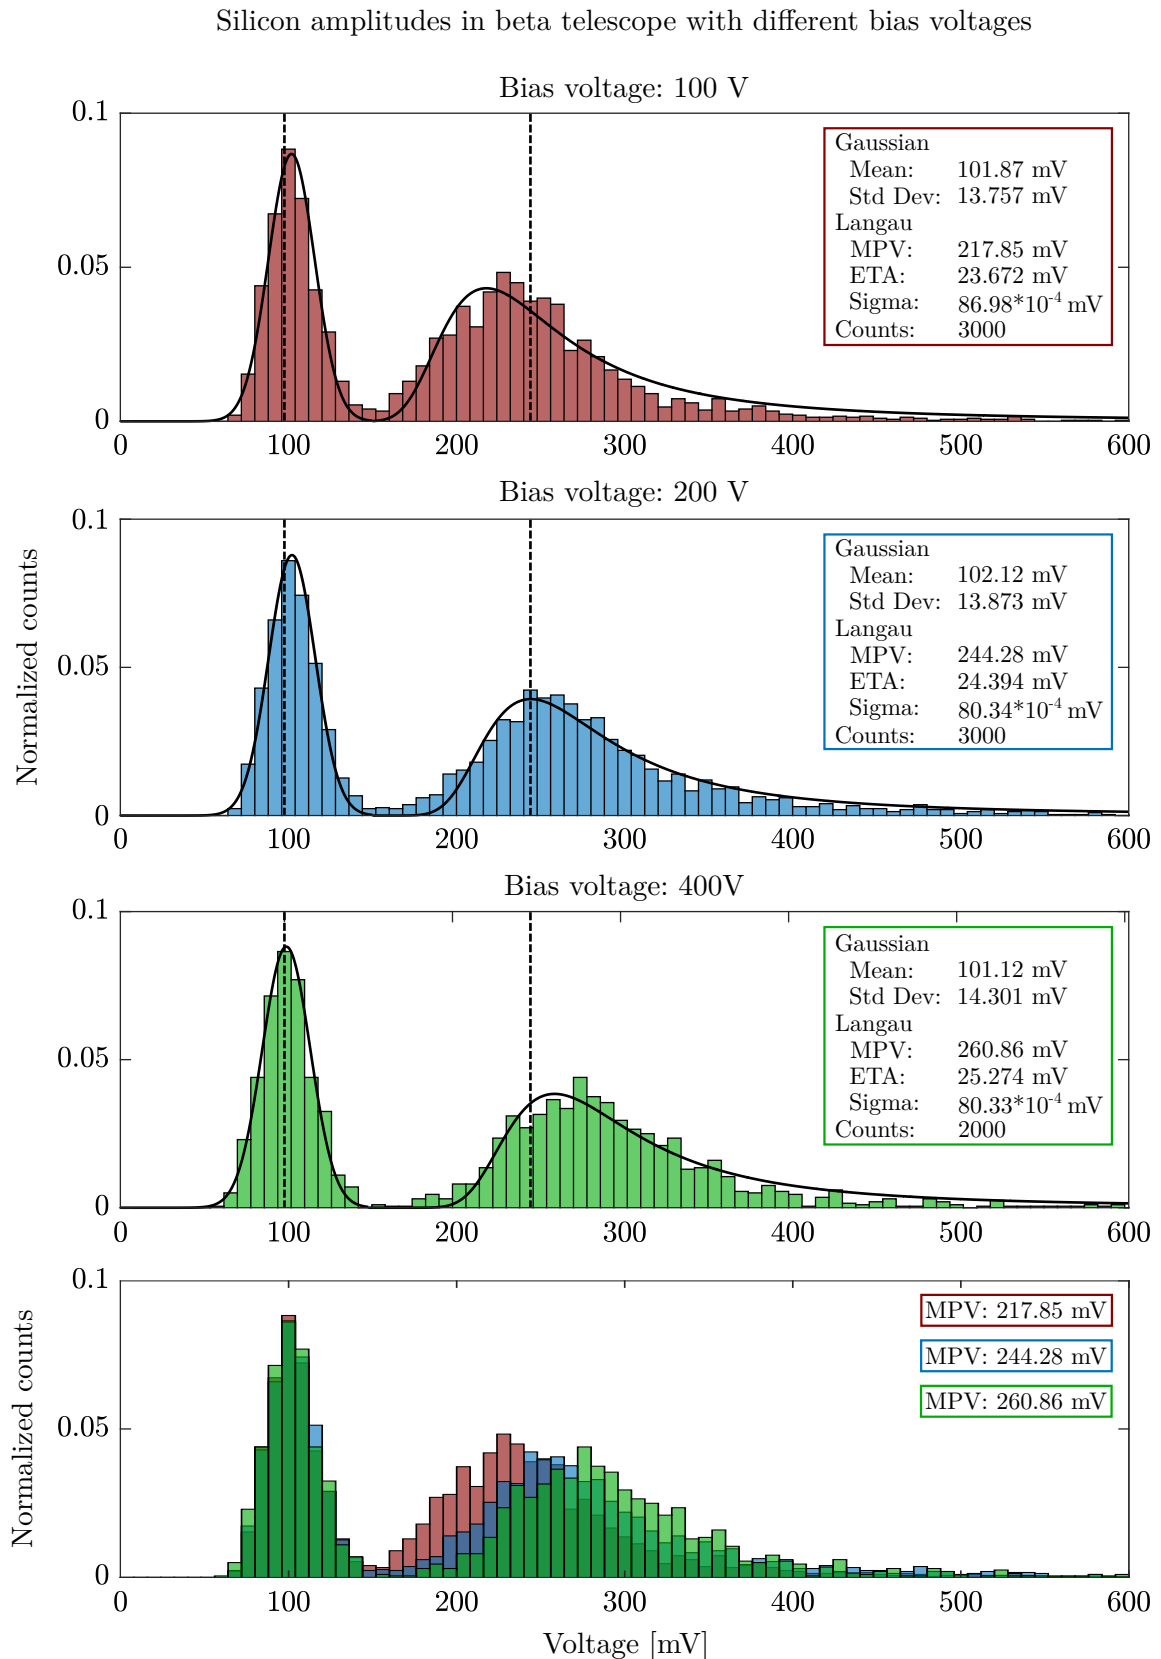 Silicon amplitudes in beta telescope with different bias voltages
Bias voltage: 100 V
0.1
0.05
0
0 100 200 300 400 500 600
Gaussian
Mean: 101.87 mV
Std Dev: 13.757 mV
Langau
MPV: 217.85 mV
ETA: 23.672 mV
Sigma: 86.98*10⁻⁴ mV
Counts: 3000
Bias voltage: 200 V
Normalized counts
0.1
0.05
0
0 100 200 300 400 500 600
Gaussian
Mean: 102.12 mV
Std Dev: 13.873 mV
Langau
MPV: 244.28 mV
ETA: 24.394 mV
Sigma: 80.34*10⁻⁴ mV
Counts: 3000
Bias voltage: 400V
0.1
0.05
0
0 100 200 300 400 500 600
Gaussian
Mean: 101.12 mV
Std Dev: 14.301 mV
Langau
MPV: 260.86 mV
ETA: 25.274 mV
Sigma: 80.33*10⁻⁴ mV
Counts: 2000
Normalized counts
0.1
0.05
0
0 100 200 300 400 500 600
MPV: 217.85 mV
MPV: 244.28 mV
MPV: 260.86 mV
Voltage [mV]